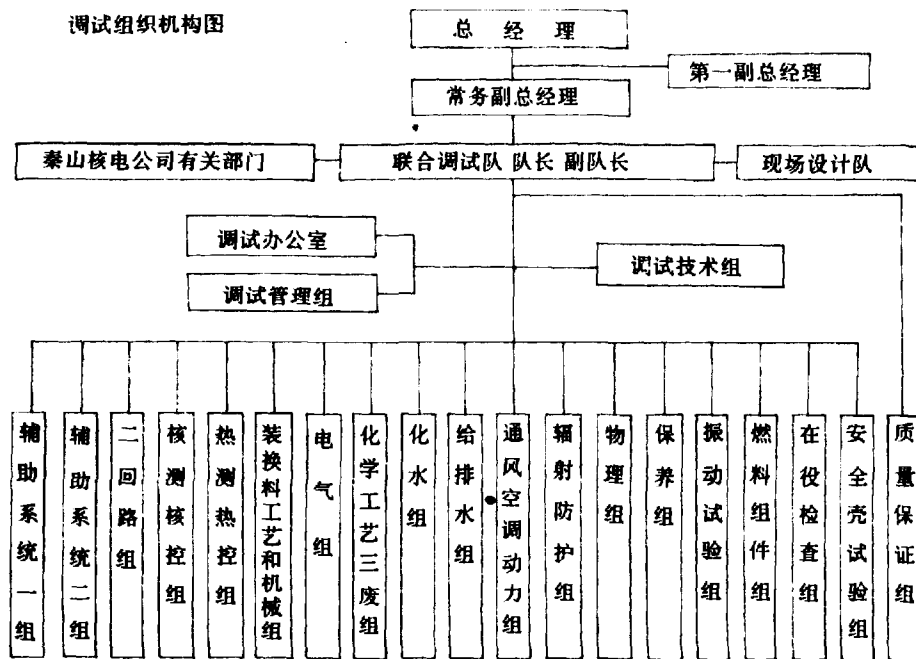 调试组织机构图
总经理
第一副总经理
常务副总经理
秦山核电公司有关部门
联合调试队 队长 副队长
现场设计队
调试办公室
调试技术组
调试管理组
辅助系统一组
辅助系统二组
二回路组
核测核控组
热测热控组
装换料工艺和机械组
电气组
化学工艺三废组
化水组
给排水组
通风空调动力组
辐射防护组
物理组
保养组
振动试验组
燃料组件组
在役检查组
安全壳试验组
质量保证组